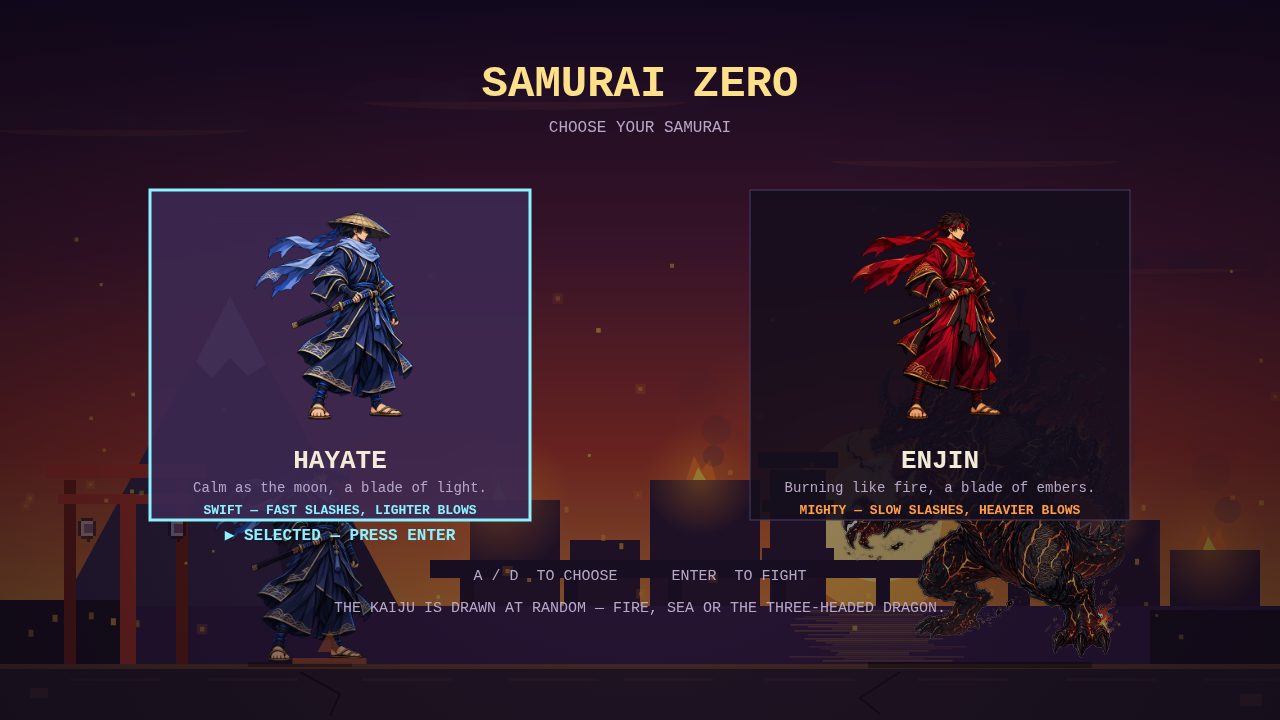 SAMURAI ZERO
CHOOSE YOUR SAMURAI
HAYATE
Calm as the moon, a blade of light.
SWIFT — FAST SLASHES, LIGHTER BLOWS
▶ SELECTED — PRESS ENTER
ENJIN
Burning like fire, a blade of embers.
MIGHTY — SLOW SLASHES, HEAVIER BLOWS
A / D  TO CHOOSE      ENTER  TO FIGHT
THE KAIJU IS DRAWN AT RANDOM — FIRE, SEA OR THE THREE-HEADED DRAGON.